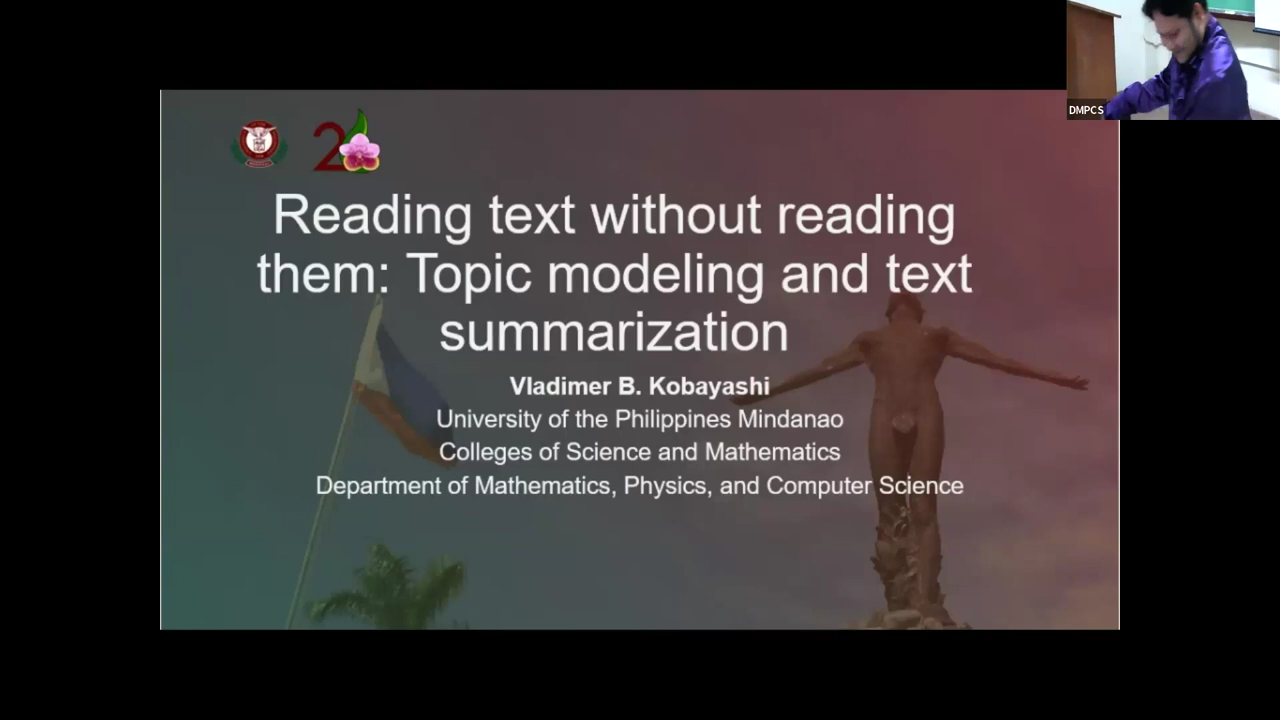 DMPCS
2
Reading text without reading
them: Topic modeling and text
summarization
Vladimer B. Kobayashi
University of the Philippines Mindanao
Colleges of Science and Mathematics
Department of Mathematics, Physics, and Computer Science